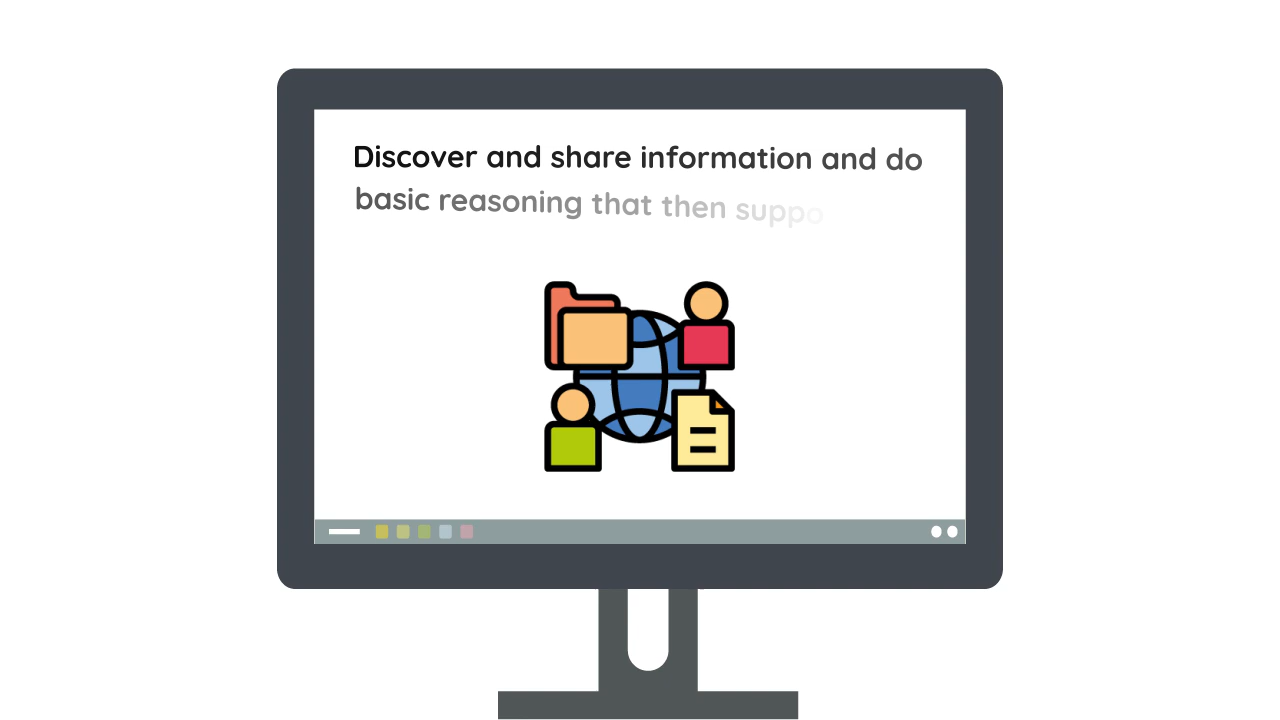 Discover and share information and do
basic reasoning that then suppo